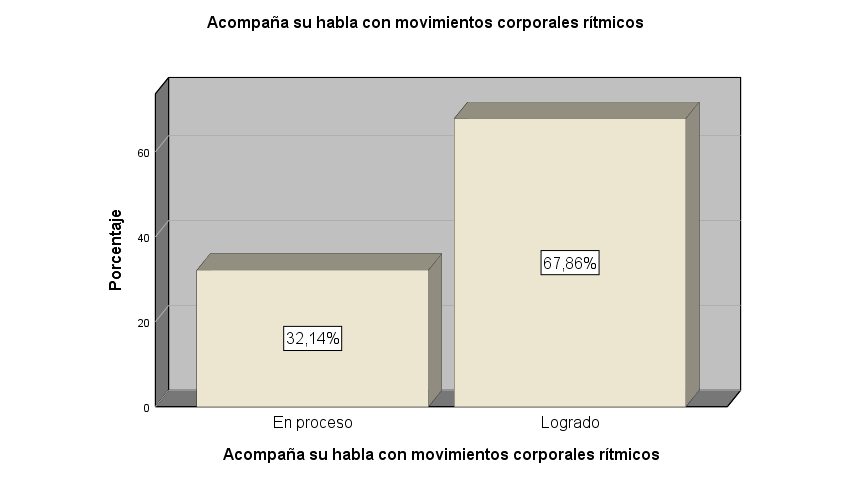 Acompaña su habla con movimientos corporales rítmicos
Porcentaje
60
40
20
0
32,14%
67,86%
En proceso
Logrado
Acompaña su habla con movimientos corporales rítmicos